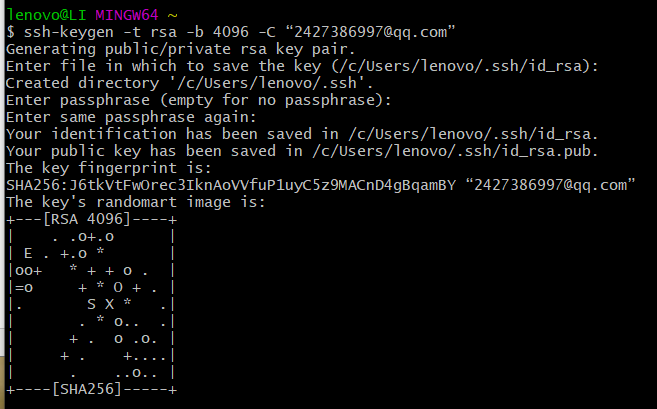 lenovo@LI MINGW64 ~
$ ssh-keygen -t rsa -b 4096 -C “2427386997@qq.com”
Generating public/private rsa key pair.
Enter file in which to save the key (/c/Users/lenovo/.ssh/id_rsa):
Created directory '/c/Users/lenovo/.ssh'.
Enter passphrase (empty for no passphrase):
Enter same passphrase again:
Your identification has been saved in /c/Users/lenovo/.ssh/id_rsa.
Your public key has been saved in /c/Users/lenovo/.ssh/id_rsa.pub.
The key fingerprint is:
SHA256:J6tkVtFwOrec3IknAoVVfuP1uyC5z9MACnD4gBqamBY “2427386997@qq.com”
The key's randomart image is:
+---[RSA 4096]----+
|    . .o+.o      |
| E . +.o *       |
|oo+   * + + o .  |
|=o     + * O + . |
|.       S X *   .|
|       . * o..  .|
|      + .  o .o. |
|     + .    +....|
|      .    ..o.. |
+----[SHA256]-----+